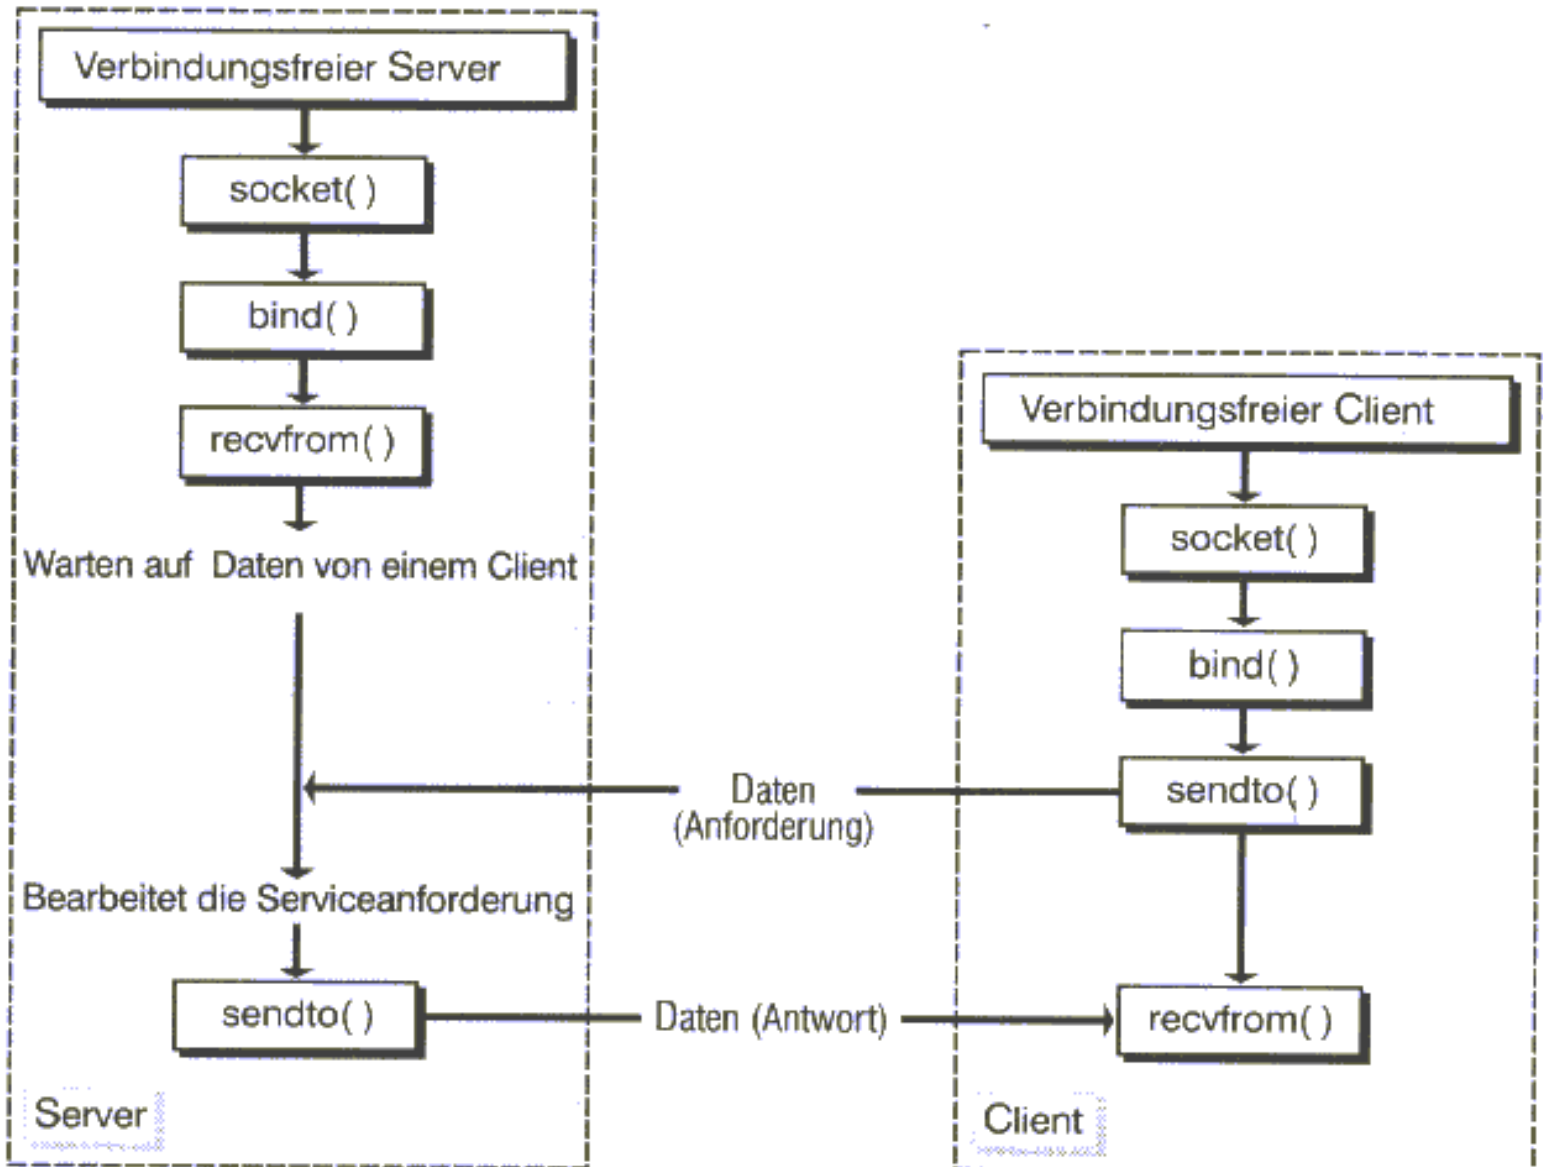 Verbindungsfreier Server
socket( )
bind( )
recvfrom( )
Warten auf Daten von einem Client
Bearbeitet die Serviceanforderung
sendto( )
Server
Daten
(Anforderung)
Daten (Antwort)
Verbindungsfreier Client
socket( )
bind( )
sendto( )
recvfrom( )
Client